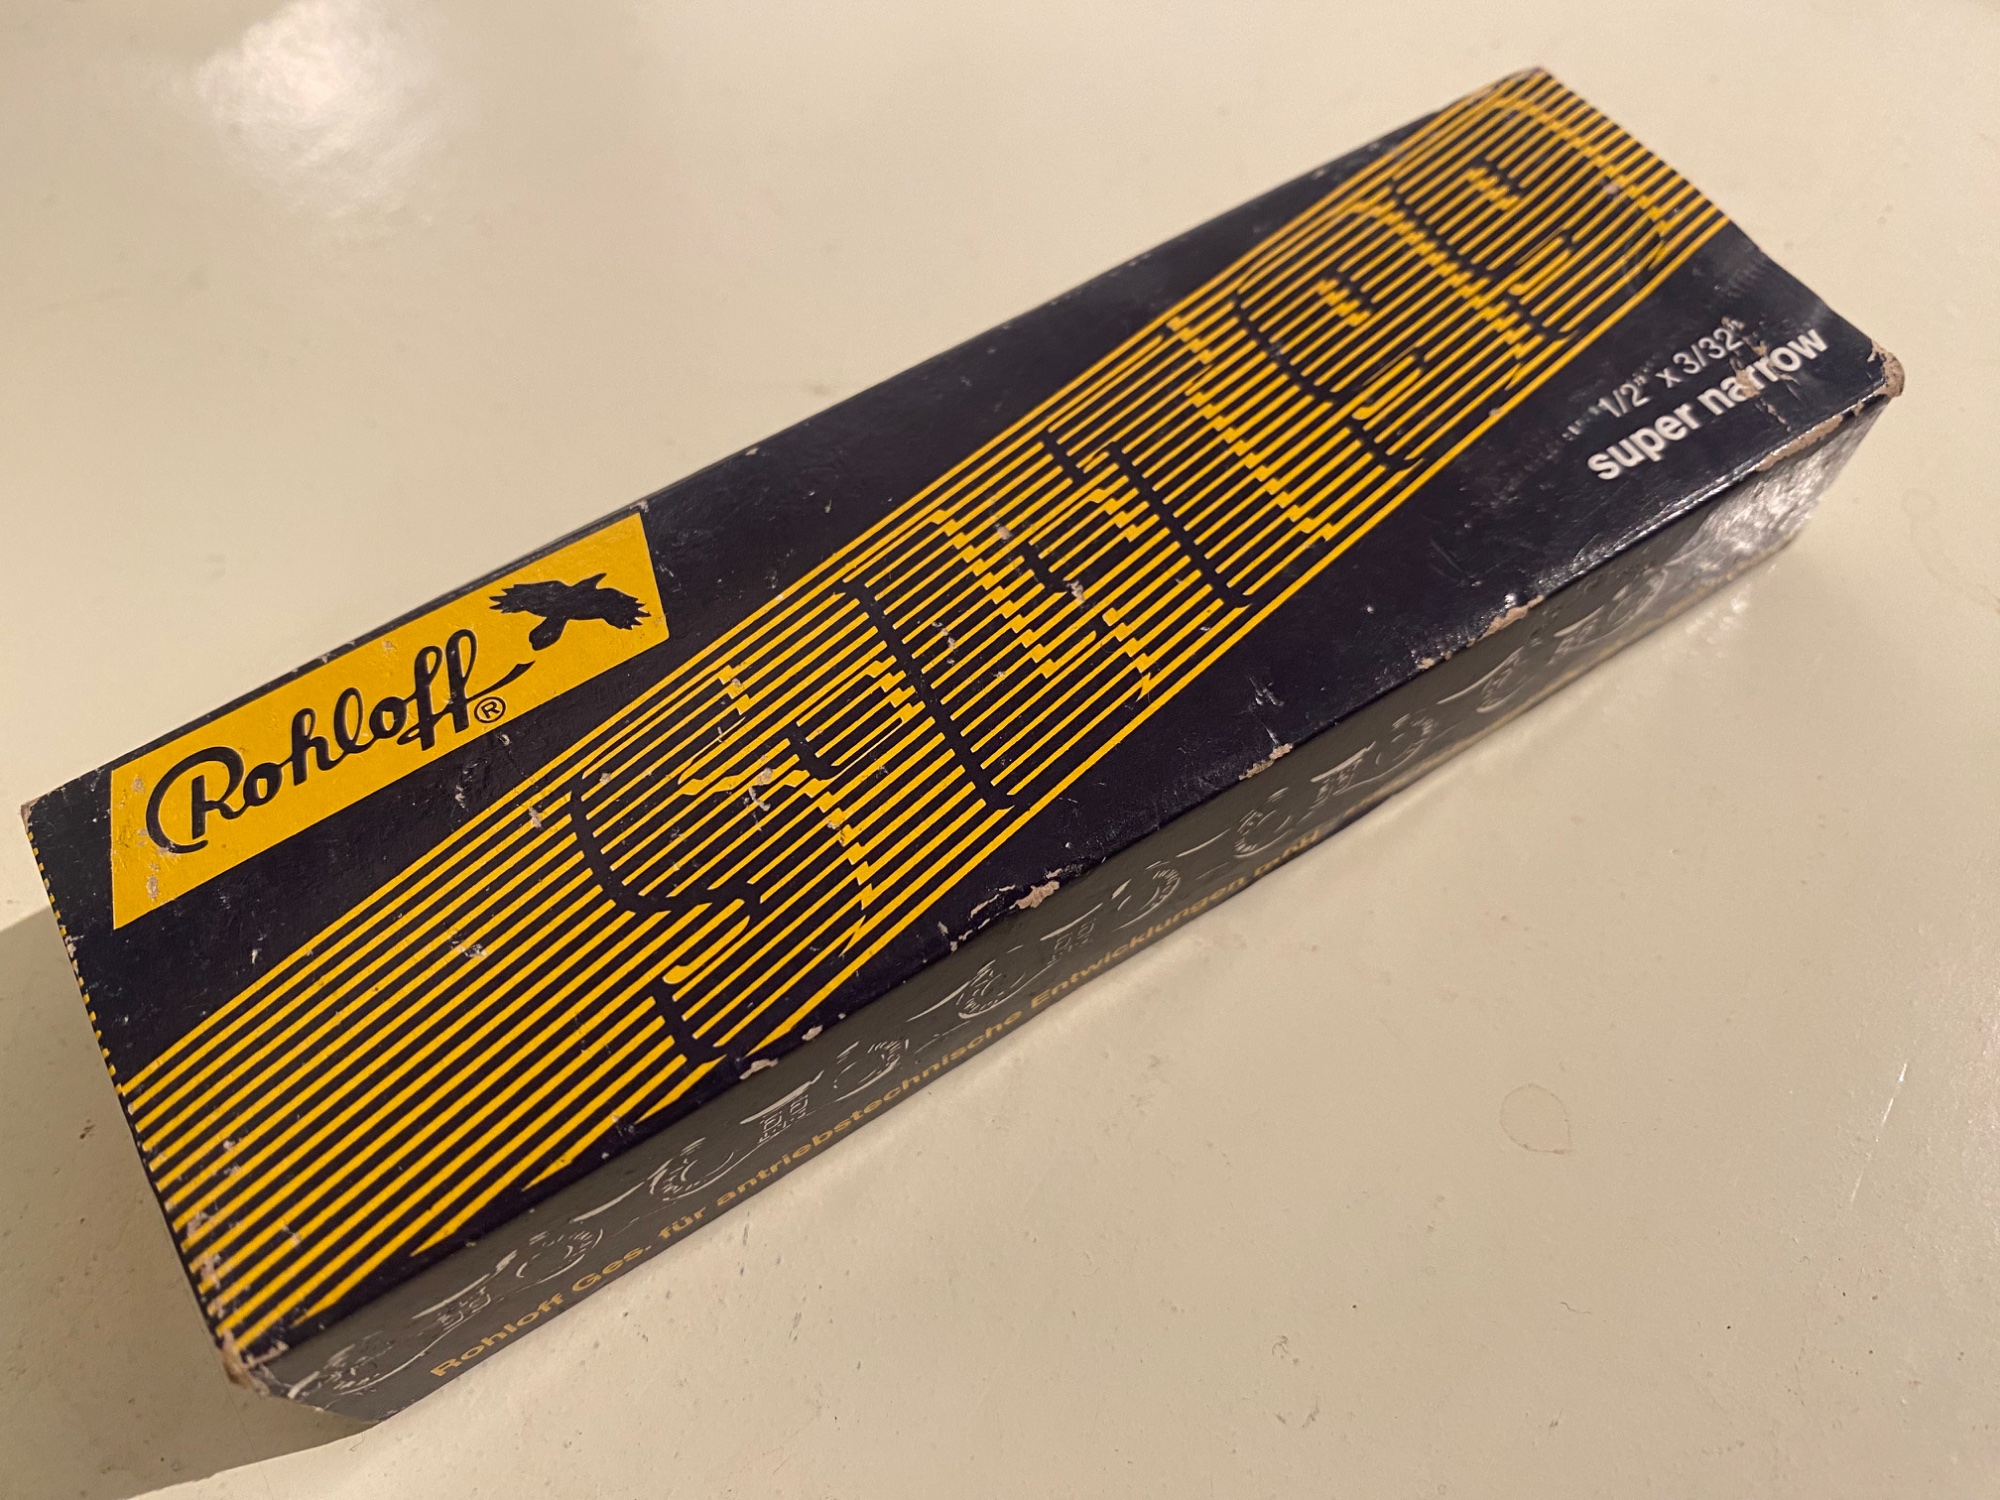 Rohloff®
SLT 99
1/2" x 3/32"
super narrow
Rohloff Ges. für antriebstechnische Entwicklungen mbH